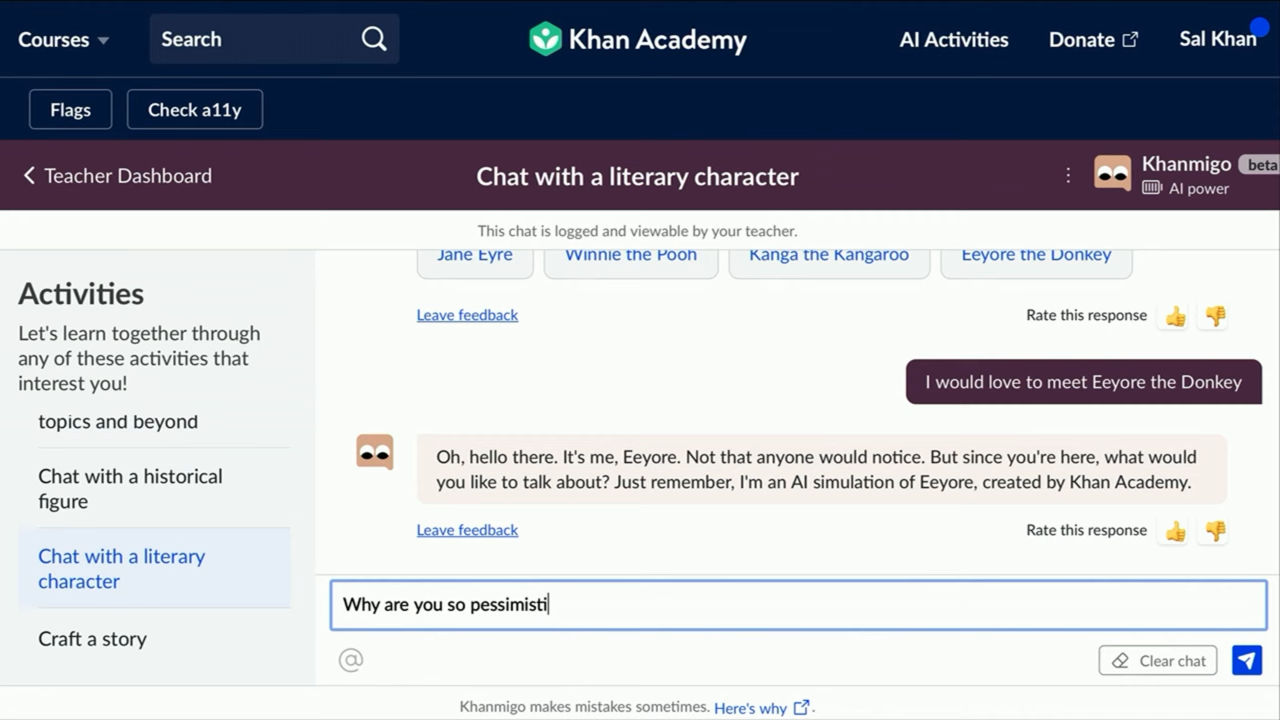 Courses
Search
Khan Academy
AI Activities
Donate
Sal Khan
Flags
Check a11y
Teacher Dashboard
Chat with a literary character
Khanmigo
beta
AI power
This chat is logged and viewable by your teacher.
Activities
Let's learn together through
any of these activities that
interest you!
topics and beyond
Chat with a historical
figure
Chat with a literary
character
Craft a story
Jane Eyre
Winnie the Pooh
Kanga the Kangaroo
Eeyore the Donkey
Leave feedback
Rate this response
I would love to meet Eeyore the Donkey
Oh, hello there. It's me, Eeyore. Not that anyone would notice. But since you're here, what would
you like to talk about? Just remember, I'm an AI simulation of Eeyore, created by Khan Academy.
Leave feedback
Rate this response
Why are you so pessimisti
@
Clear chat
Khanmigo makes mistakes sometimes. Here's why .